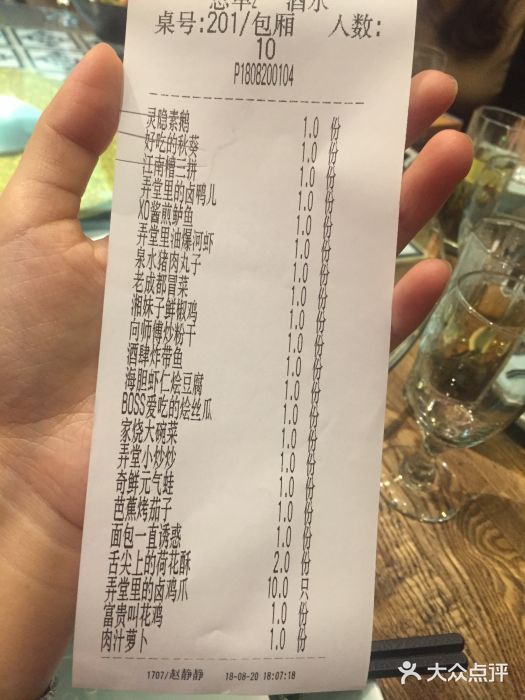 酒水
桌号:201/包厢 人数:
10
P1808200104
灵隐素鹅 1.0 份
好吃的秋葵 1.0 份
江南情三拼 1.0 份
弄堂里的卤鸭儿 1.0 份
XO酱煎鲈鱼 1.0 份
弄堂里油爆河虾 1.0 份
泉水猪肉丸子 1.0 份
老成都冒菜 1.0 份
湘妹子鲜椒鸡 1.0 份
向师傅炒粉干 1.0 份
酒肆炸带鱼 1.0 份
海胆虾仁烩豆腐 1.0 份
BOSS爱吃的烩丝瓜 1.0 份
家烧大碗菜 1.0 份
弄堂小炒炒 1.0 份
奇鲜元气蛙 1.0 份
芭蕉烤茄子 1.0 份
面包一直诱惑 1.0 份
舌尖上的荷花酥 2.0 份
弄堂里的卤鸡爪 10.0 只
富贵叫花鸡 1.0 份
肉汁萝卜 1.0 份
1707/赵静静 18-08-20 18:07:18
大众点评